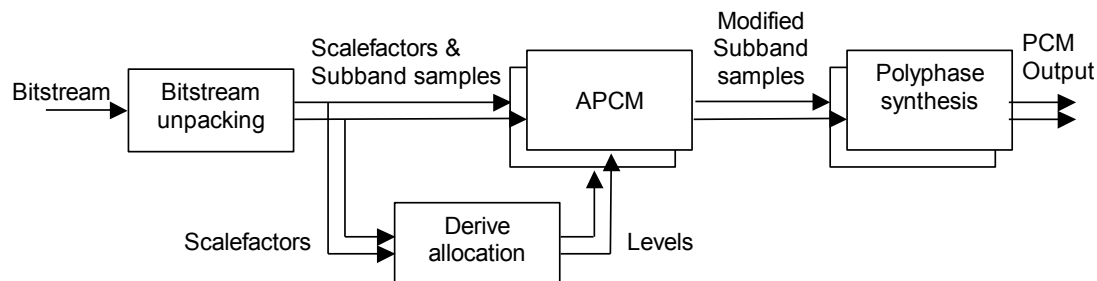 Bitstream
Bitstream
unpacking
Scalefactors &
Subband samples
APCM
Modified
Subband
samples
Polyphase
synthesis
PCM
Output
Scalefactors
Derive
allocation
Levels